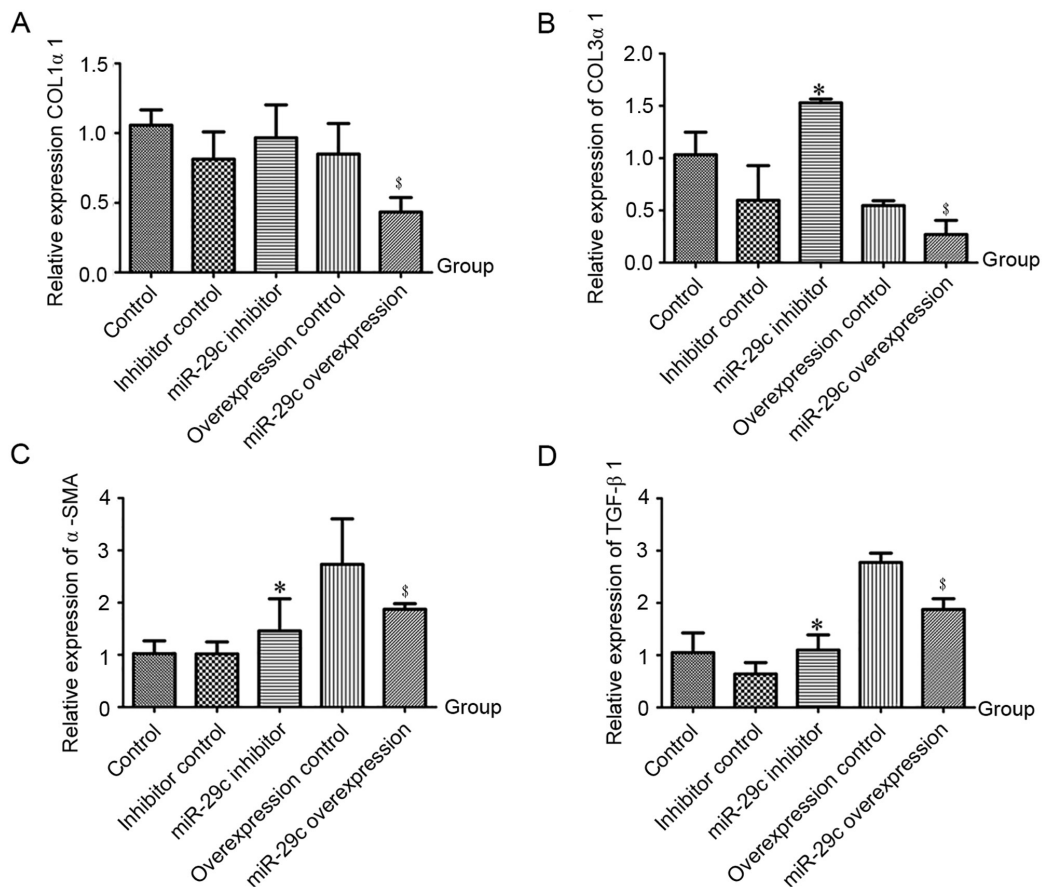 A
Relative expression COL1α 1
1.5
1.0
0.5
0.0
$
Group
Control
Inhibitor control
miR-29c inhibitor
Overexpression control
miR-29c overexpression
B
Relative expression of COL3α 1
2.0
1.5
1.0
0.5
0.0
*
$
Group
Control
Inhibitor control
miR-29c inhibitor
Overexpression control
miR-29c overexpression
C
Relative expression of α -SMA
4
3
2
1
0
*
$
Group
Control
Inhibitor control
miR-29c inhibitor
Overexpression control
miR-29c overexpression
D
Relative expression of TGF-β 1
4
3
2
1
0
*
$
Group
Control
Inhibitor control
miR-29c inhibitor
Overexpression control
miR-29c overexpression